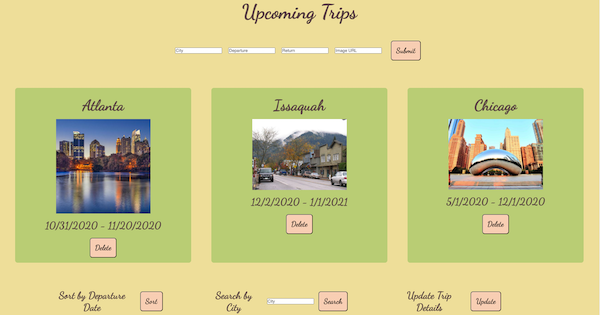 Upcoming Trips
City Departure Return Image URL Submit
Atlanta Issaquah Chicago
10/31/2020 - 11/20/2020
12/2/2020 - 1/1/2021
5/1/2020 - 12/1/2020
Delete Delete Delete
Sort by Departure
Date
Sort
Search by
City
City
Search
Update Trip
Details
Update